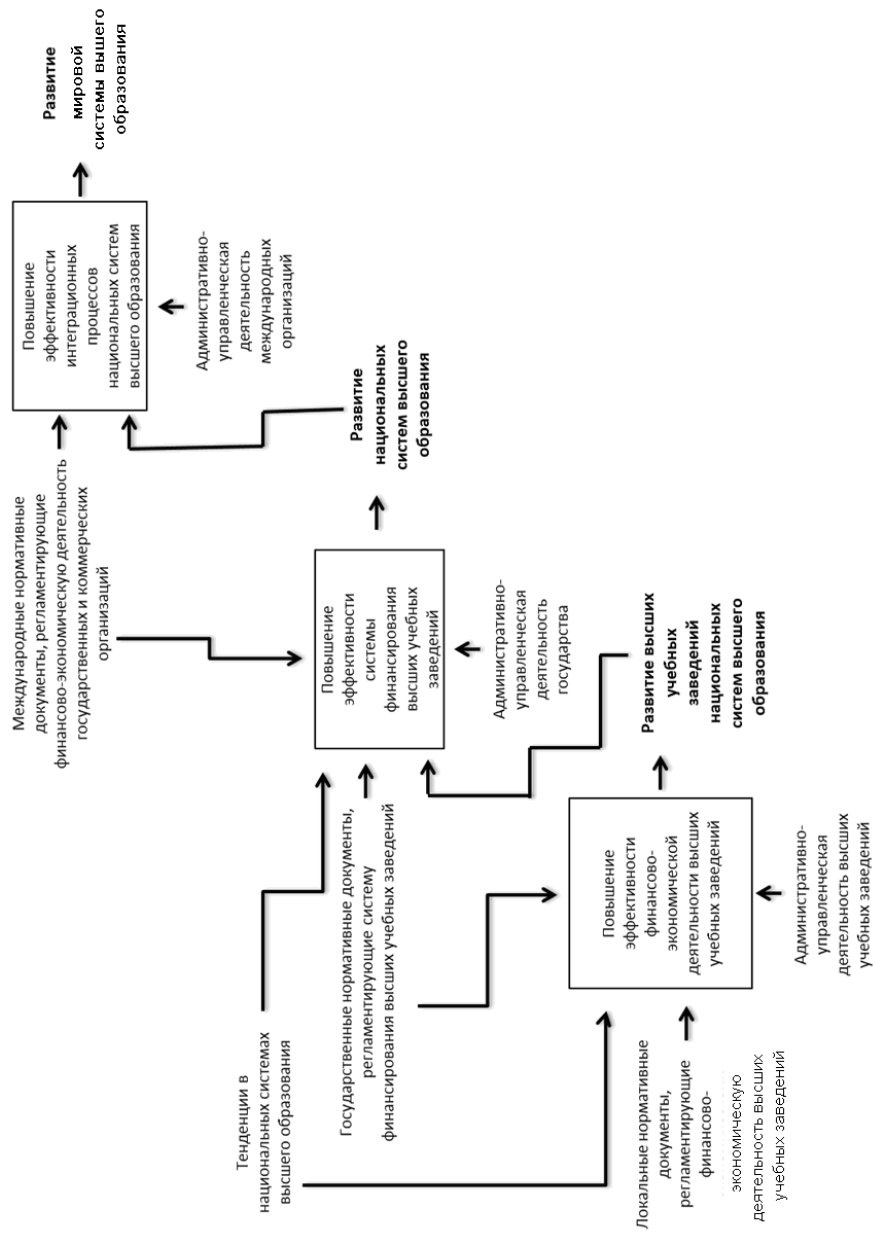 Международные нормативные
документы, регламентирующие
финансово-экономическую деятельность
государственных и коммерческих
организаций
Повышение
эффективности
интеграционных
процессов
национальных систем
высшего образования
Развитие
мировой
системы вышего
образования
Административно-
управленческая
деятельность
международных
организаций
Тенденции в
национальных системах
высшего образования
Государственные нормативные документы,
регламентирующие систему
финансирования высших учебных заведений
Повышение
эффективности
системы
финансирования
высших учебных
заведений
Развитие
национальных
систем высшего
образования
Административно-
управленческая
деятельность
государства
Локальные нормативные
документы,
регламентирующие
финансово-
экономическую
деятельность высших
учебных заведений
Повышение
эффективности
финансово-
экономической
деятельности высших
учебных заведений
Развитие высших
учебных
заведений
национальных
систем высшего
образования
Административно-
управленческая
деятельность высших
учебных заведений